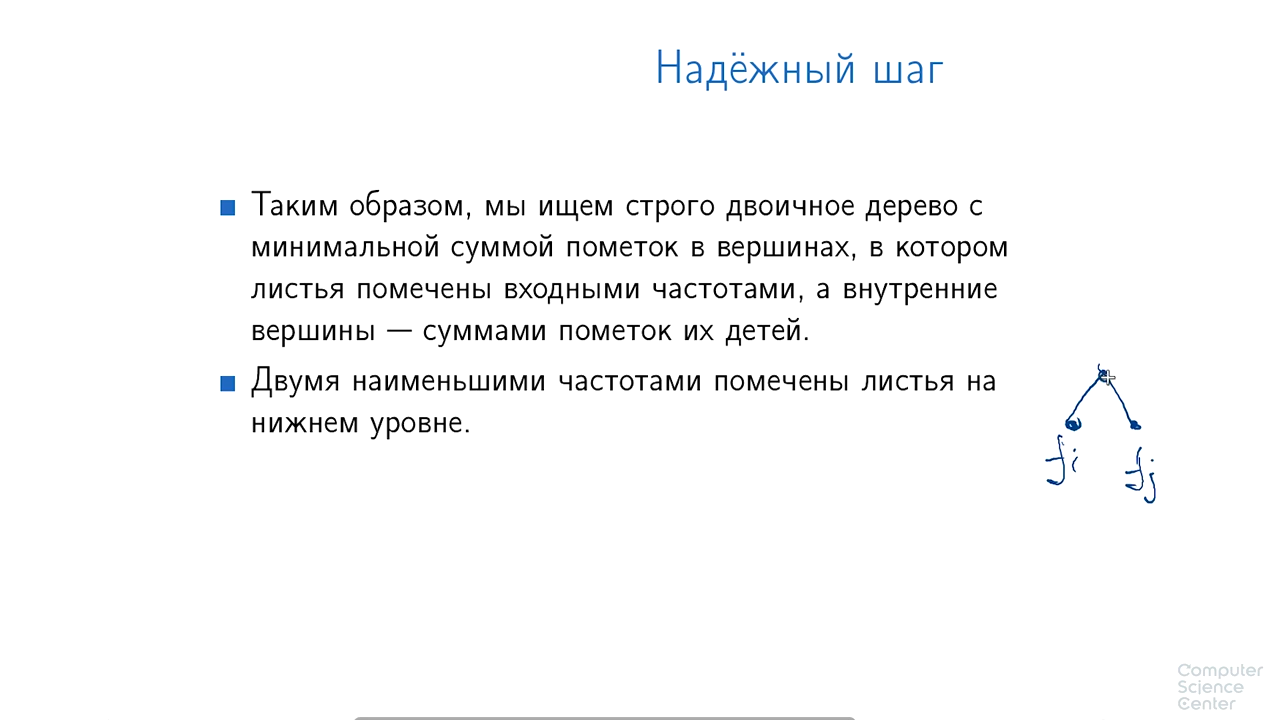 Надёжный шаг
Таким образом, мы ищем строго двоичное дерево с
минимальной суммой пометок в вершинах, в котором
листья помечены входными частотами, а внутренние
вершины — суммами пометок их детей.
Двумя наименьшими частотами помечены листья на
нижнем уровне.
fi fj
Computer
Science
Center